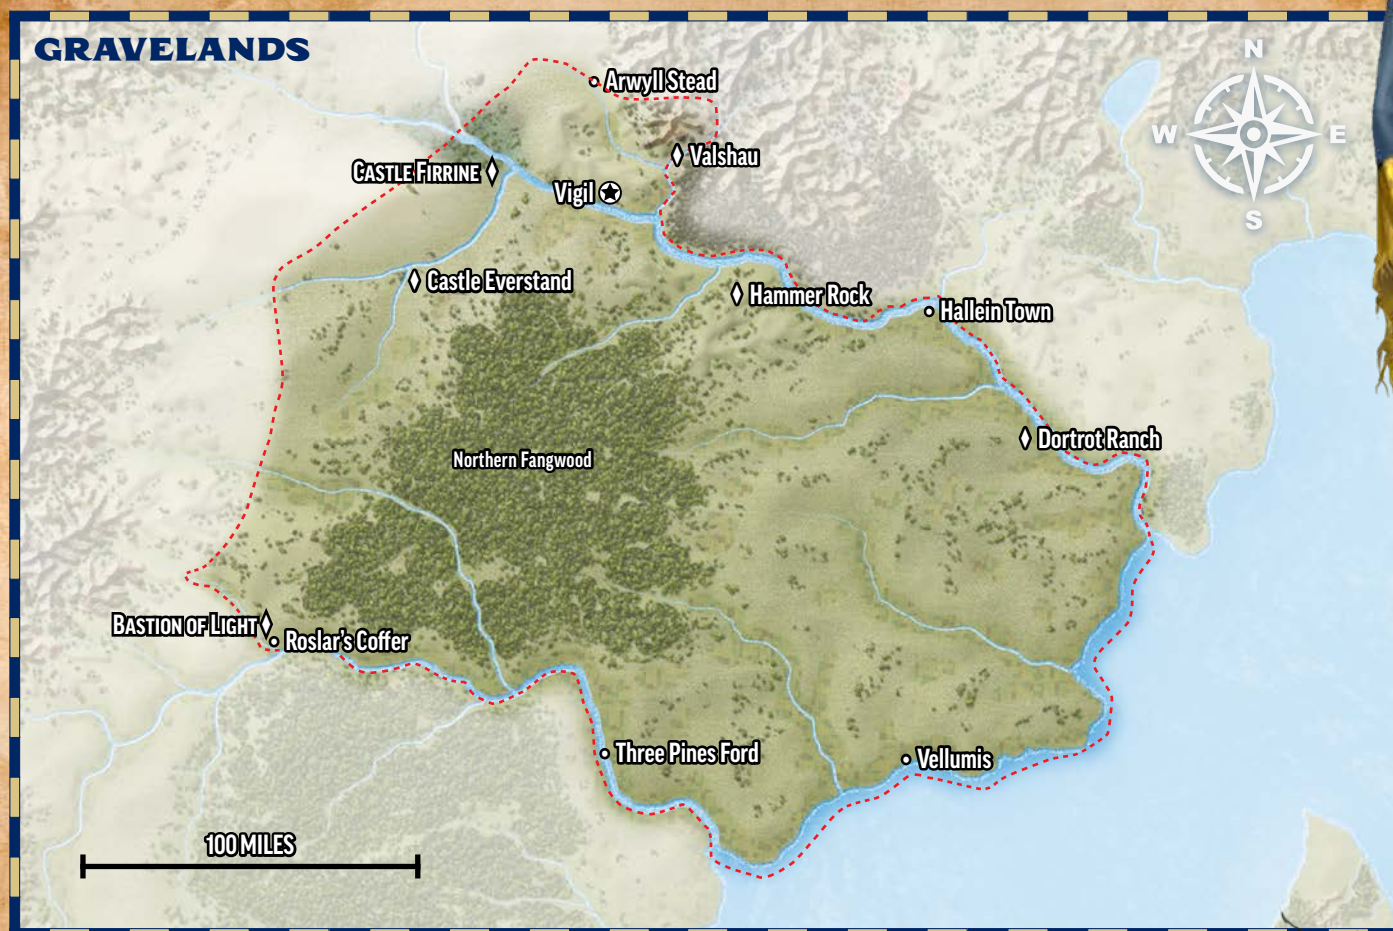 GRAVELANDS
N
W
E
S
Arwyll Stead
Valshau
CASTLE FIRRINE
Vigil
Castle Everstand
Hammer Rock
Hallein Town
Dortrot Ranch
Northern Fangwood
BASTION OF LIGHT
Roslar's Coffer
Three Pines Ford
Vellumis
100 MILES